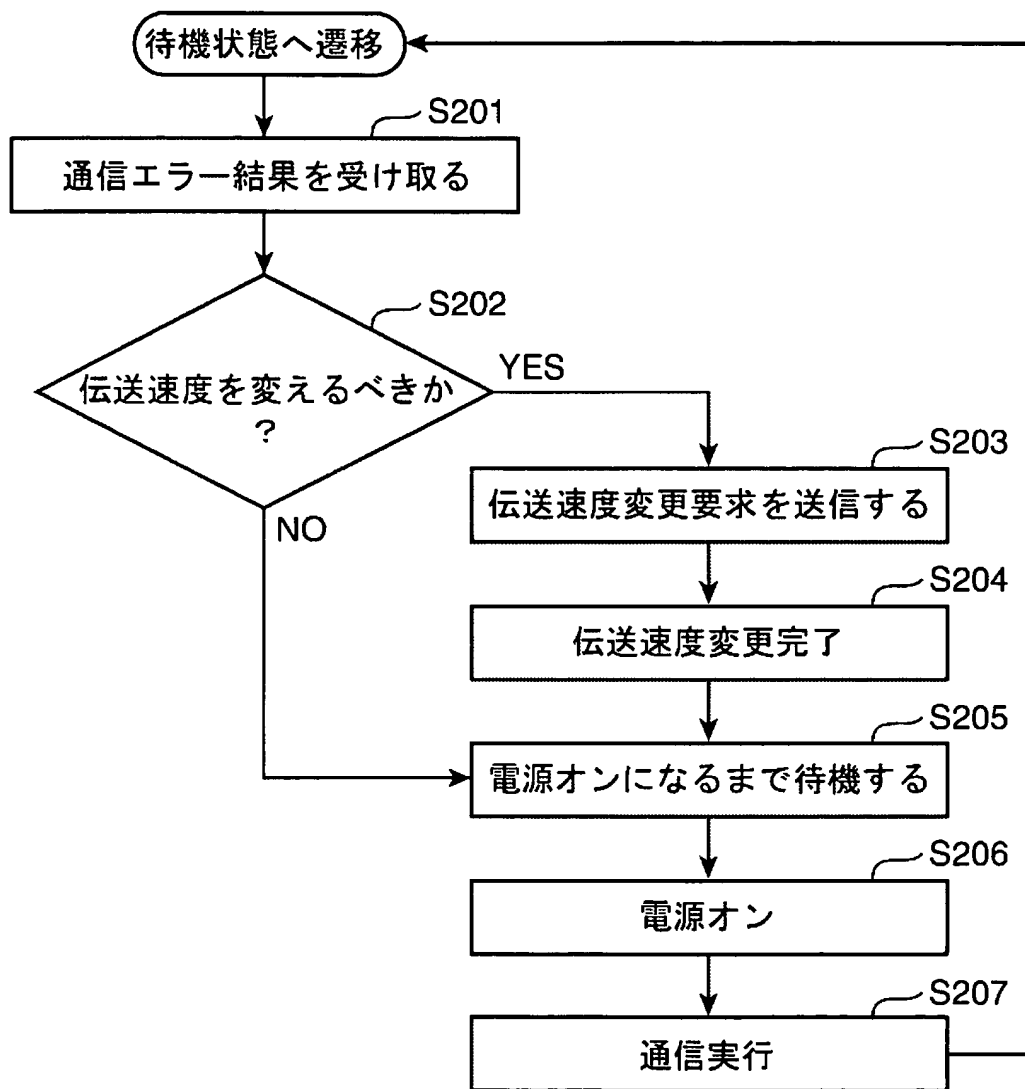 待機状態へ遷移
S201
通信エラー結果を受け取る
S202
伝送速度を変えるべきか
?
YES
NO
S203
伝送速度変更要求を送信する
S204
伝送速度変更完了
S205
電源オンになるまで待機する
S206
電源オン
S207
通信実行